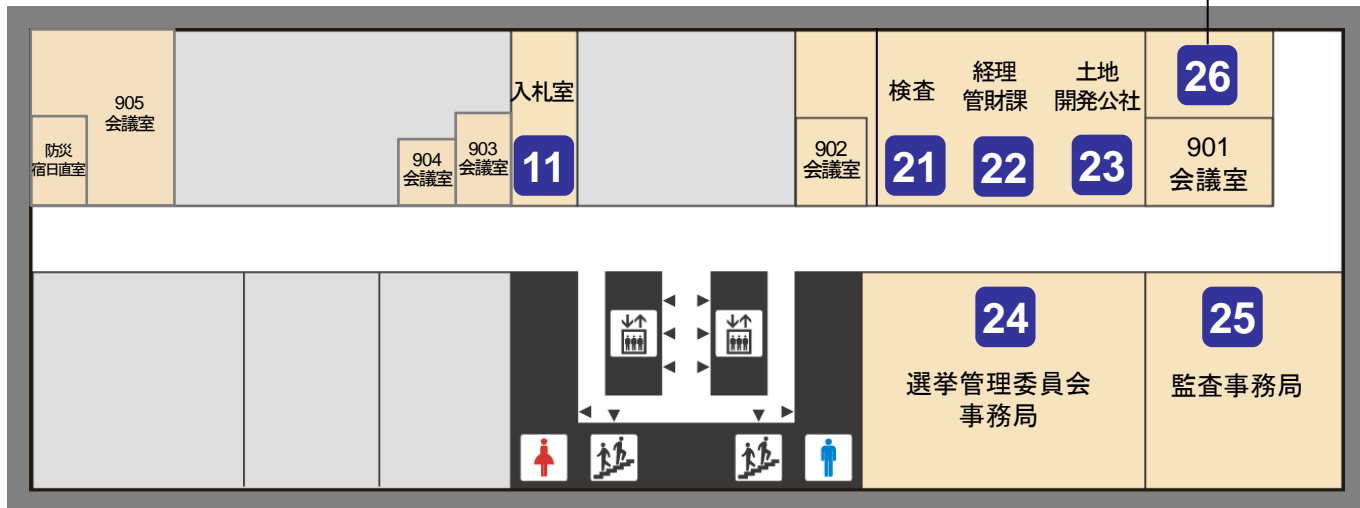 905
会議室
防災
宿日直室
904
会議室
903
会議室
入札室
11
902
会議室
検査
21
経理
管財課
22
土地
開発公社
23
26
901
会議室
24
選挙管理委員会
事務局
25
監査事務局